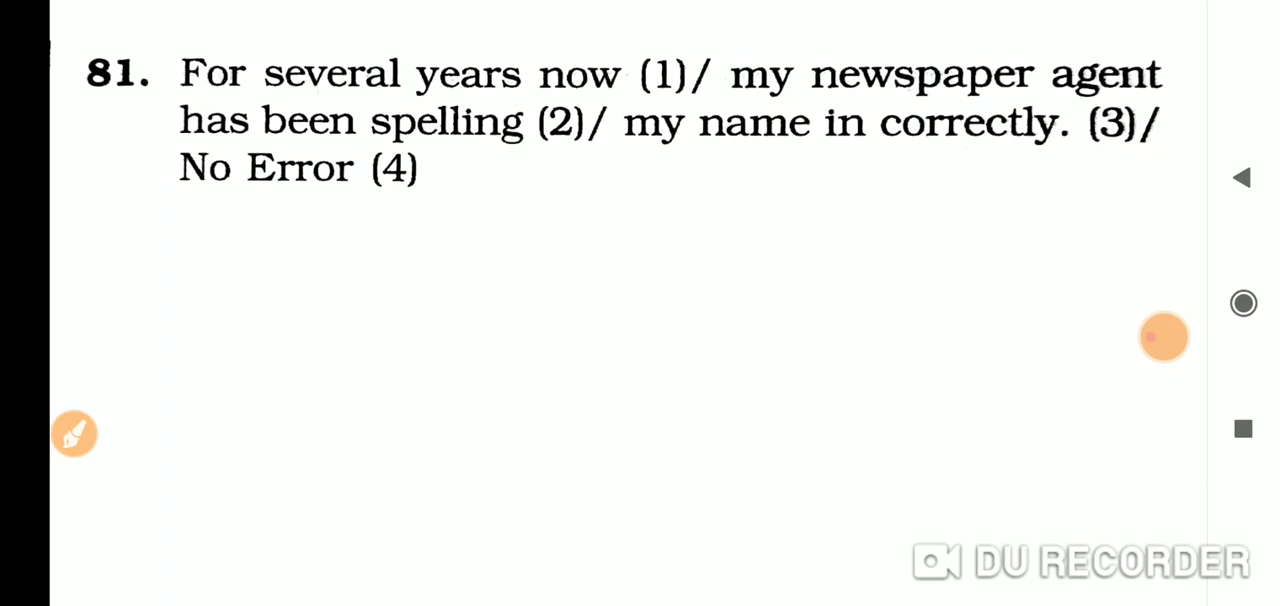 81. For several years now (1)/ my newspaper agent
has been spelling (2)/ my name in correctly. (3)/
No Error (4)
DU RECORDER